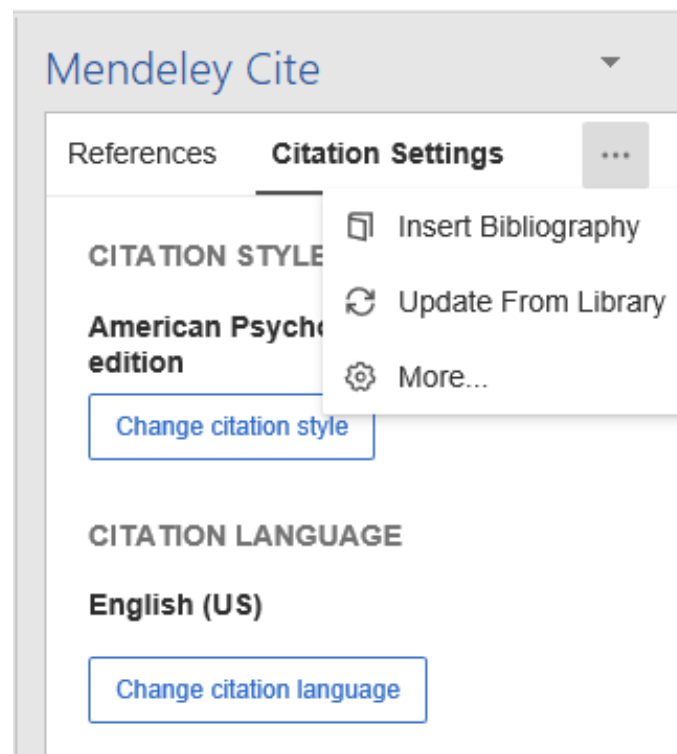 Mendeley Cite
References Citation Settings ...
Insert Bibliography
CITATION STYLE
Update From Library
American
edition
More...
Change citation style
CITATION LANGUAGE
English (US)
Change citation language